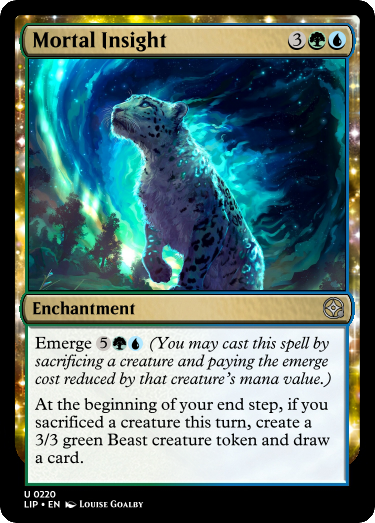 Mortal Insight 3
Enchantment
Emerge 5 (You may cast this spell by
sacrificing a creature and paying the emerge
cost reduced by that creature's mana value.)
At the beginning of your end step, if you
sacrificed a creature this turn, create a
3/3 green Beast creature token and draw
a card.
U 0220
LIP • EN Louise Goalby